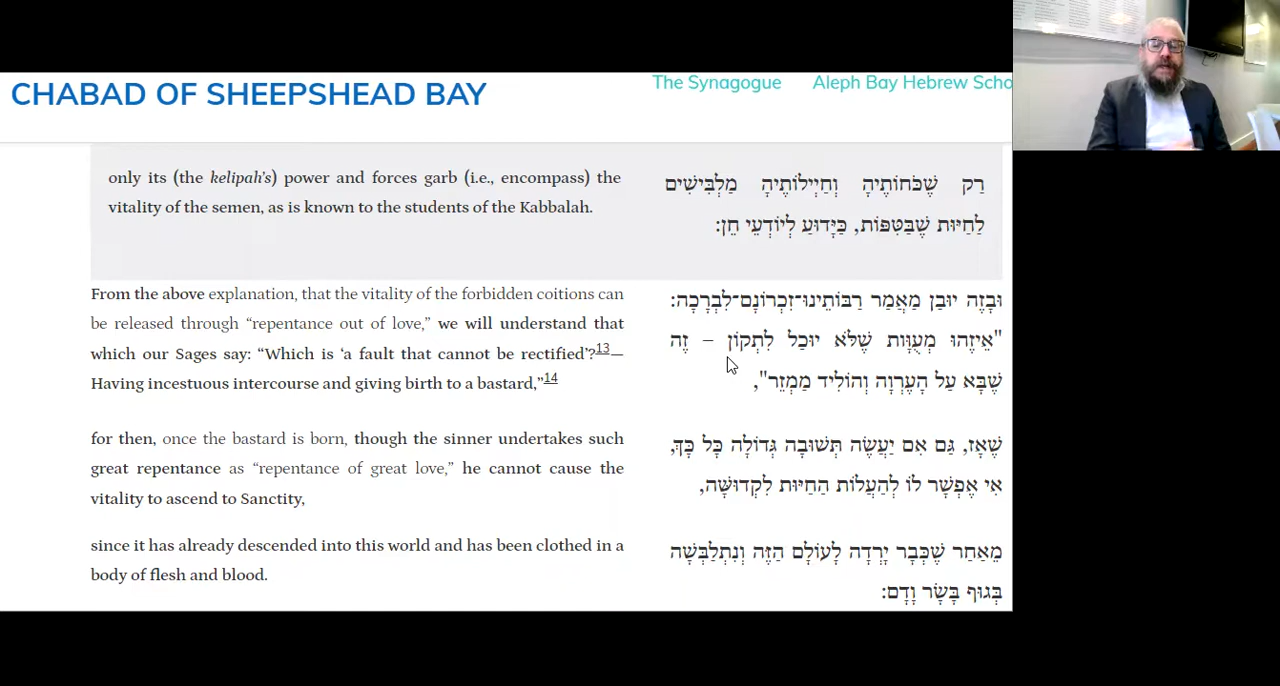 CHABAD OF SHEEPSHEAD BAY
The Synagogue
Aleph Bay Hebrew Scho
only its (the kelipah's) power and forces garb (i.e., encompass) the
vitality of the semen, as is known to the students of the Kabbalah.
רַק שֶׁכֹּחוֹתֶיהָ וְחַיָּילוֹתֶיהָ מַלְבִּישִׁים
לַחַיּוּת שֶׁבַּטִּפּוֹת, כַּיָּדוּעַ לְיוֹדְעֵי חֵן:
From the above explanation, that the vitality of the forbidden coitions can
be released through “repentance out of love,” we will understand that
which our Sages say: “Which is ‘a fault that cannot be rectified’?13—
Having incestuous intercourse and giving birth to a bastard,”14
וּבָזֶה יוּבַן מַאֲמַר רַבּוֹתֵינוּ־זִכְרוֹנָם־לִבְרָכָה:
"אֵיזֶהוּ מְעֻוָּות שֶׁלֹּא יוּכַל לִתְקוֹן – זֶה
שֶׁבָּא עַל הָעֶרְוָה וְהוֹלִיד מַמְזֵר",
for then, once the bastard is born, though the sinner undertakes such
great repentance as “repentance of great love,” he cannot cause the
vitality to ascend to Sanctity,
שֶׁאָז, גַּם אִם יַעֲשֶׂה תְּשׁוּבָה גְּדוֹלָה כָּל כָּךְ,
אִי אֶפְשָׁר לוֹ לְהַעֲלוֹת הַחַיּוּת לִקְדוּשָּׁה,
since it has already descended into this world and has been clothed in a
body of flesh and blood.
מֵאַחַר שֶׁכְּבָר יָרְדָה לָעוֹלָם הַזֶּה וְנִתְלַבְּשָׁה
בְּגוּף בָּשָׂר וָדָם: